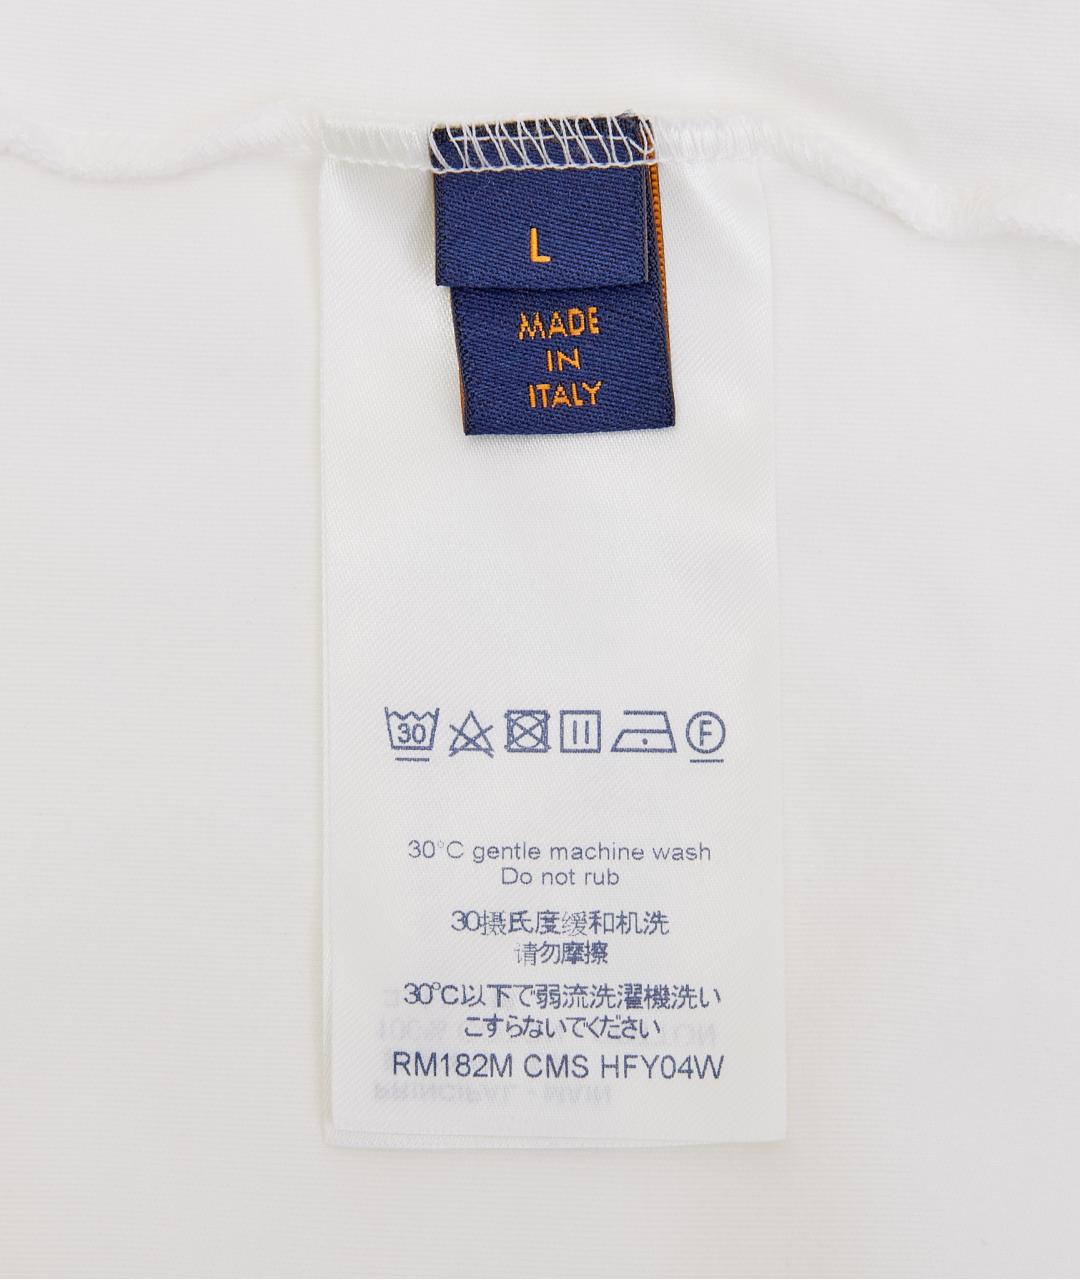 L
MADE
IN
ITALY
30
F
30°C gentle machine wash
Do not rub
30摄氏度缓和机洗
请勿摩擦
30°C以下で弱流洗濯機洗い
こすらないでください
RM182M CMS HFY04W